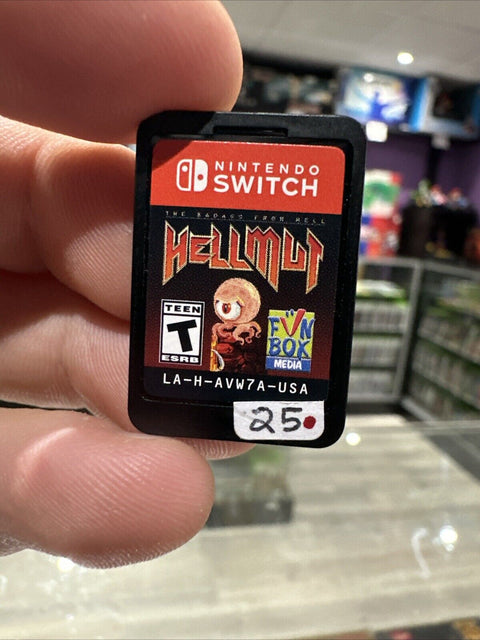 NINTENDO
SWITCH
THE BADASS FROM HELL
HELLMUT
TEEN
T
ESRB
FUN
BOX
MEDIA
LA-H-AVW7A-USA
25